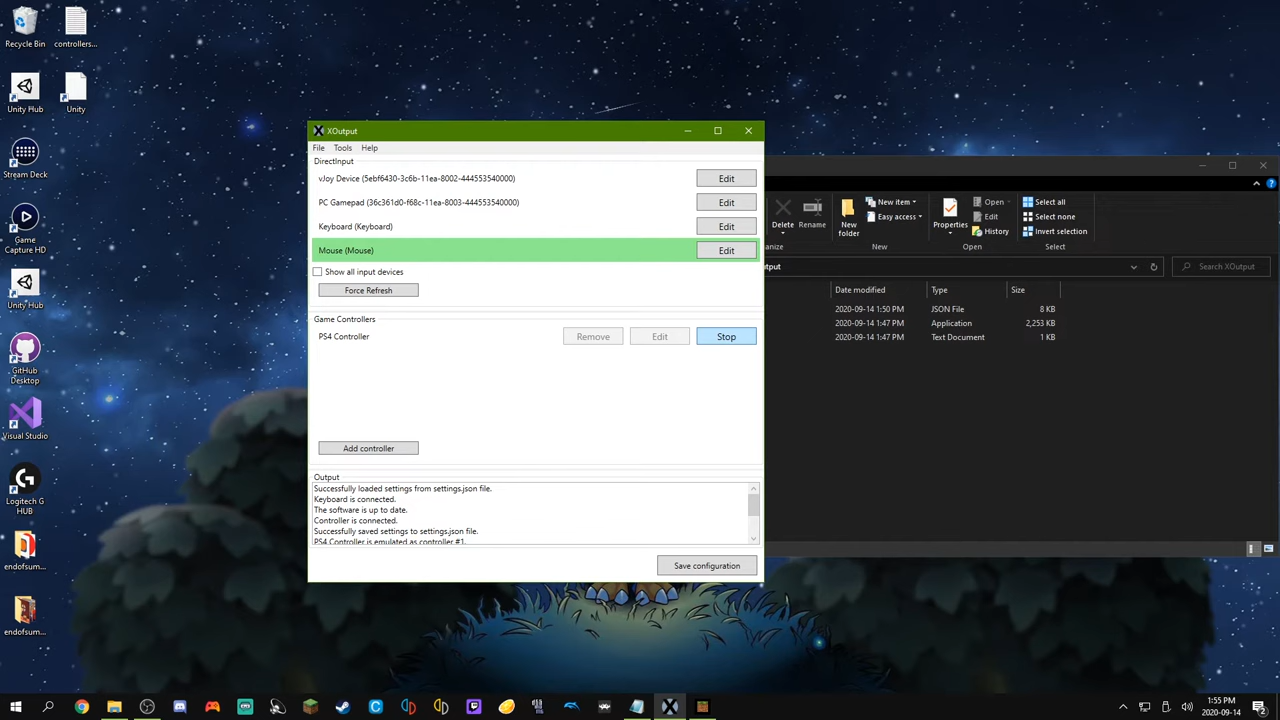 Recycle Bin
controllers...
Unity Hub
Unity
Stream Deck
Game
Capture HD
Unity Hub
GitHub
Desktop
Visual Studio
Logitech G
HUB
endofsum...
endofsum...
XOutput
File Tools Help
DirectInput
vJoy Device (5ebf6430-3c6b-11ea-8002-444553540000)
Edit
PC Gamepad (36c361d0-f68c-11ea-8003-444553540000)
Edit
Keyboard (Keyboard)
Edit
Mouse (Mouse)
Edit
Show all input devices
Force Refresh
Game Controllers
PS4 Controller
Remove
Edit
Stop
Add controller
Output
Successfully loaded settings from settings.json file.
Keyboard is connected.
The software is up to date.
Controller is connected.
Successfully saved settings to settings.json file.
PS4 Controller is emulated as controller #1.
Save configuration
Delete
Rename
New
folder
New item
Easy access
New
Properties
Open
Edit
History
Open
Select all
Select none
Invert selection
Select
anize
utput
Search XOutput
Date modified
Type
Size
2020-09-14 1:50 PM
JSON File
8 KB
2020-09-14 1:47 PM
Application
2,253 KB
2020-09-14 1:47 PM
Text Document
1 KB
1:55 PM
2020-09-14